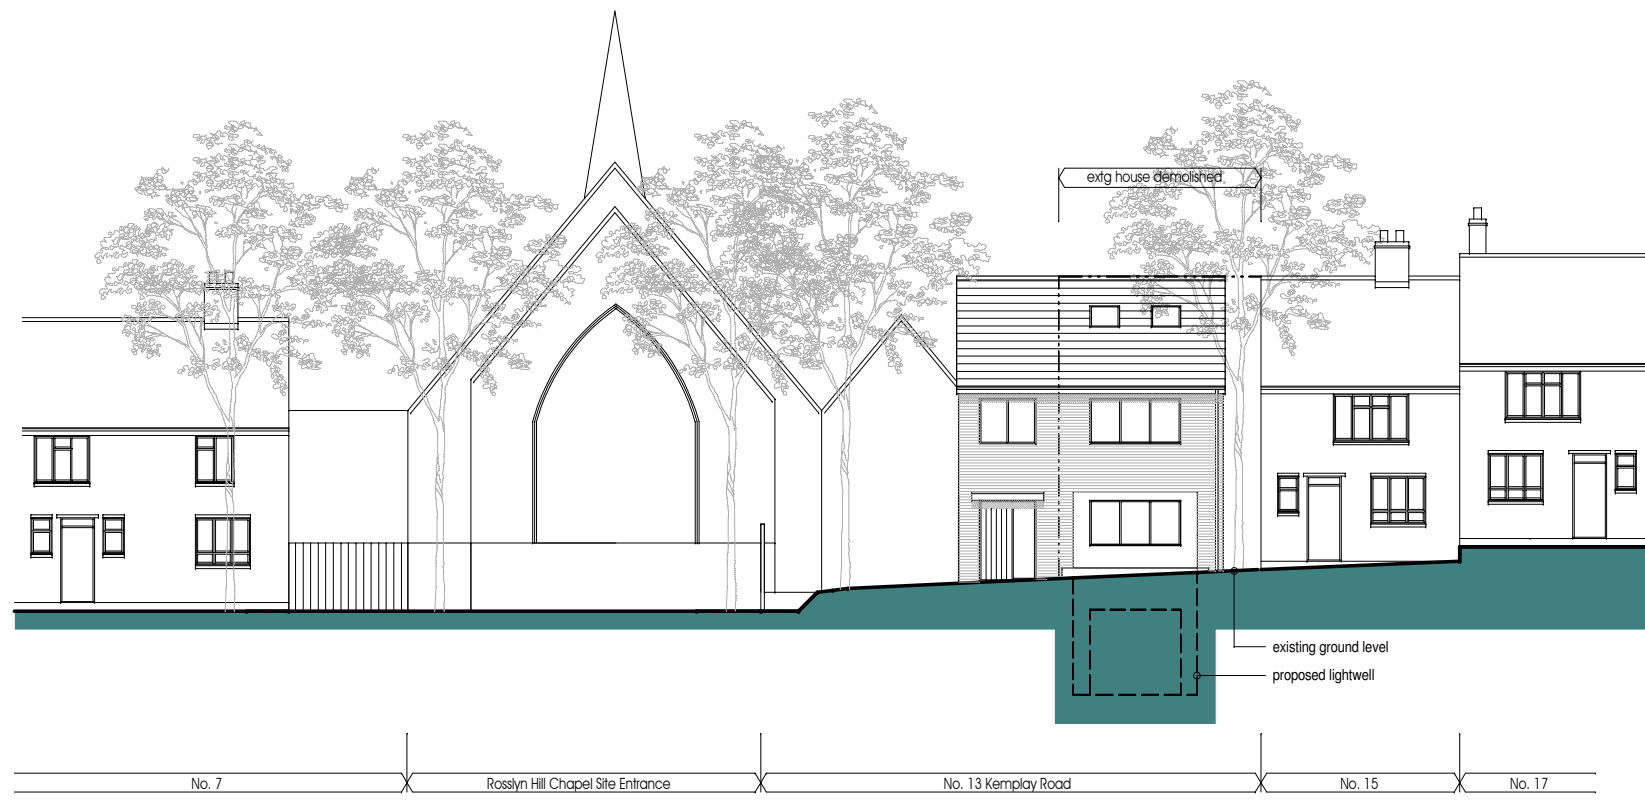 extg house demolished
existing ground level
proposed lightwell
No. 7
Rosslyn Hill Chapel Site Entrance
No. 13 Kemplay Road
No. 15
No. 17